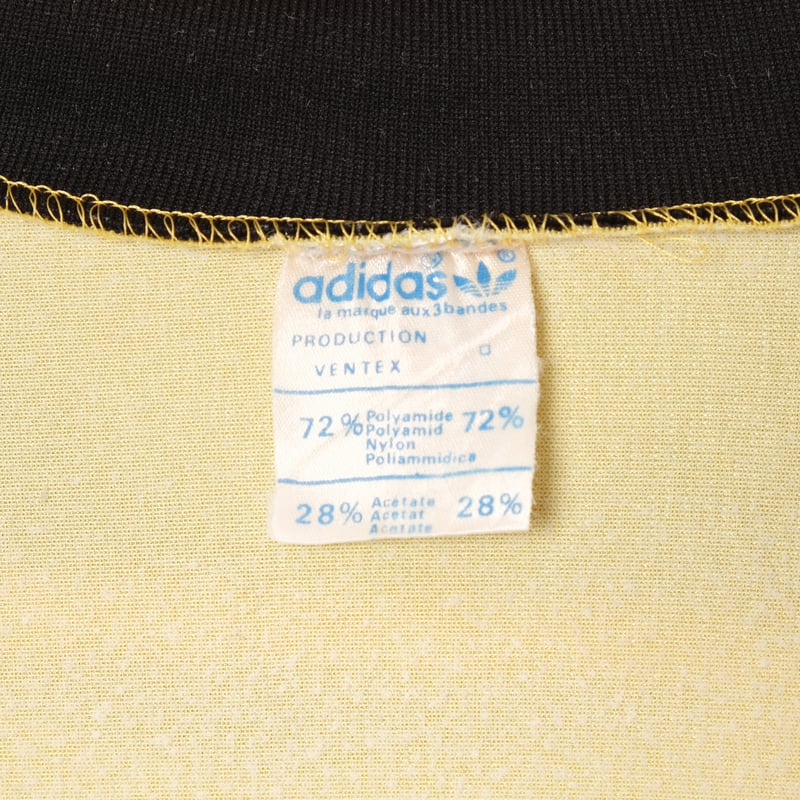 adidas ®
la marque aux 3 bandes
PRODUCTION
VENTEX
72% Polyamide 72%
Polyamid
Nylon
Poliammidica
28% Acetate 28%
Acetat
Acetate